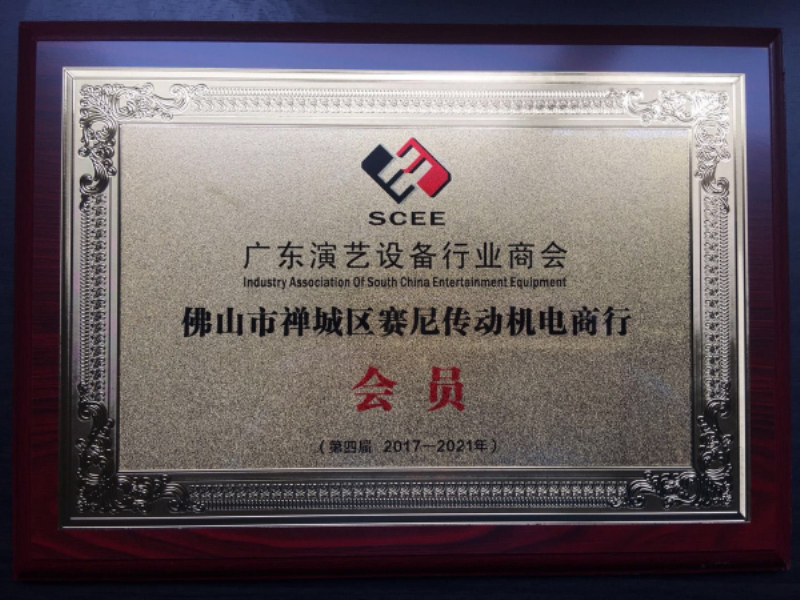 SCEE
广东演艺设备行业商会
Industry Association Of South China Entertainment Equipment
佛山市禅城区赛尼传动机电商行
会员
（第四届 2017—2021年）